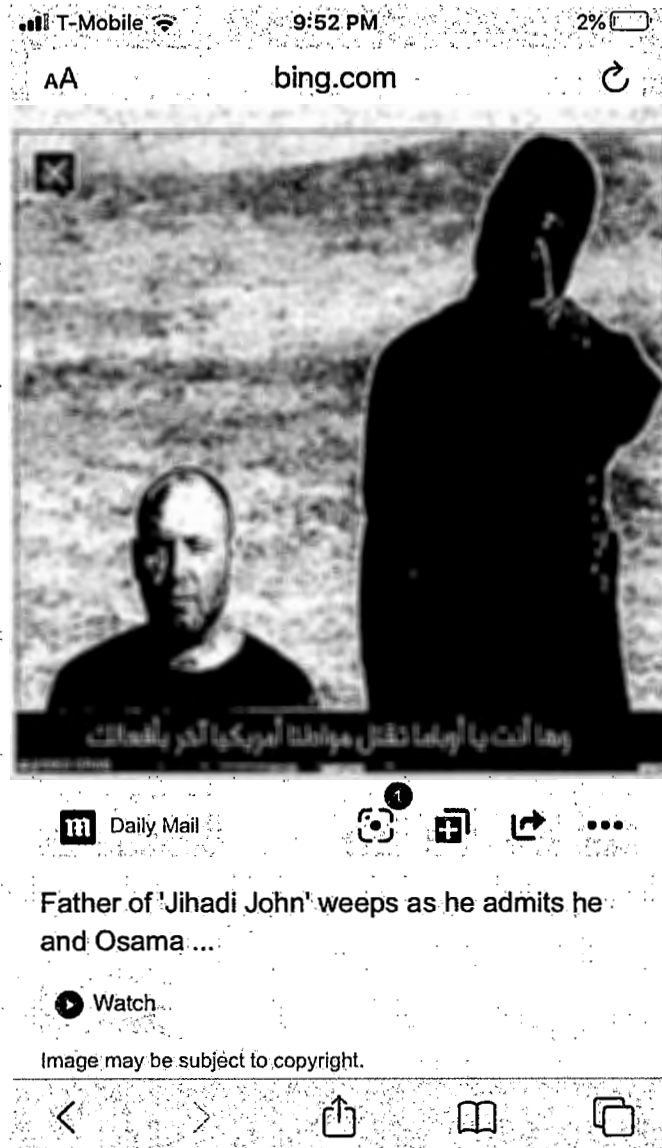 T-Mobile 9:52 PM 2%
AA bing.com
وها أنت يا أوباما تقتل مواطنا أمريكيا آخر بأفعالك
1
m Daily Mail
Father of 'Jihadi John' weeps as he admits he
and Osama ...
Watch
Image may be subject to copyright.